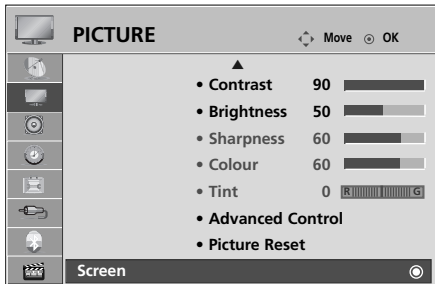 PICTURE Move OK
• Contrast 90
• Brightness 50
• Sharpness 60
• Colour 60
• Tint 0 R G
• Advanced Control
• Picture Reset
Screen